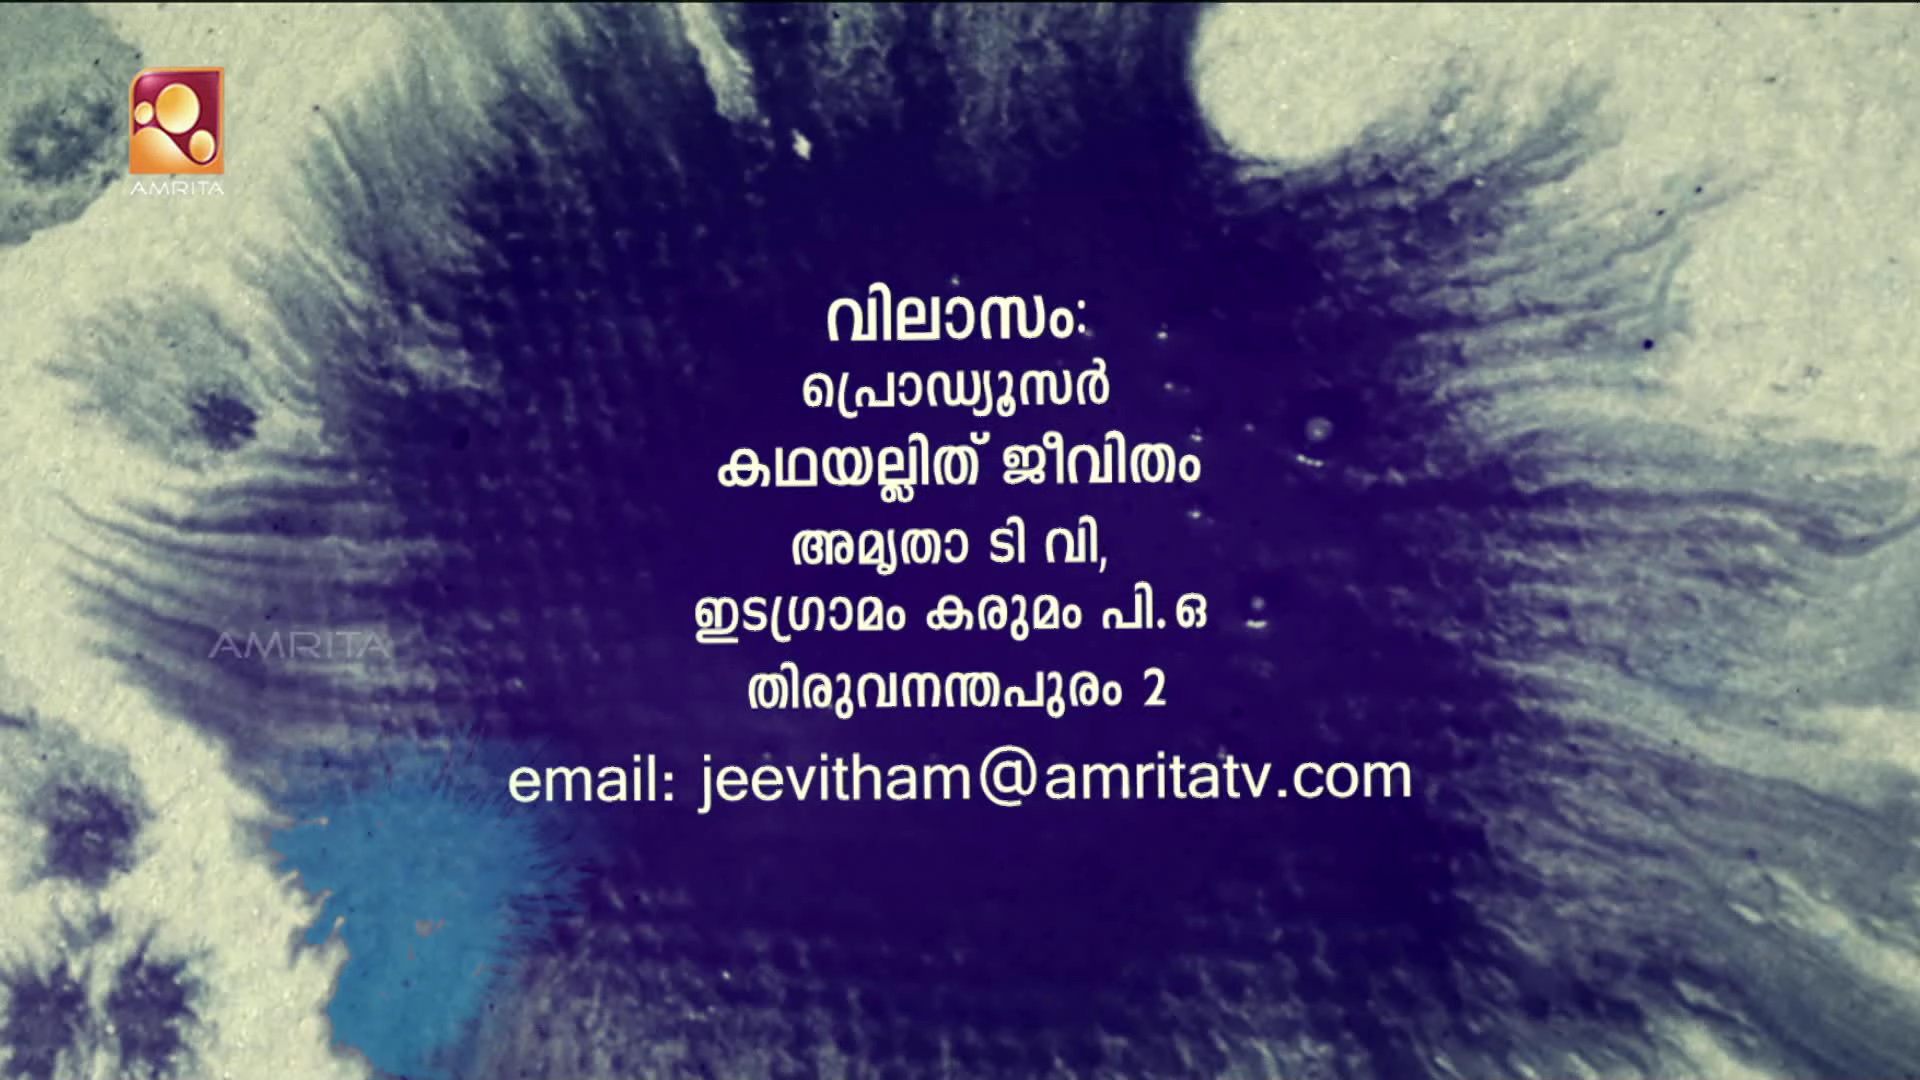 AMRITA
വിലാസം:
പ്രൊഡ്യൂസർ
കഥയല്ലിത് ജീവിതം
അമൃതാ ടി വി,
ഇടഗ്രാമം കരുമം പി. ഒ
AMRITA
തിരുവനന്തപുരം 2
email: jeevitham@amritatv.com